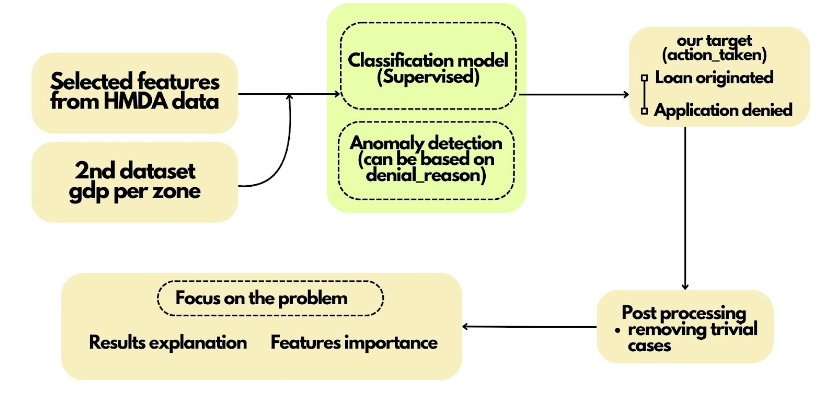 Selected features
from HMDA data
2nd dataset
gdp per zone
Classification model
(Supervised)
Anomaly detection
(can be based on
denial_reason)
our target
(action_taken)
Loan originated
Application denied
Post processing
• removing trivial
cases
Focus on the problem
Results explanation
Features importance